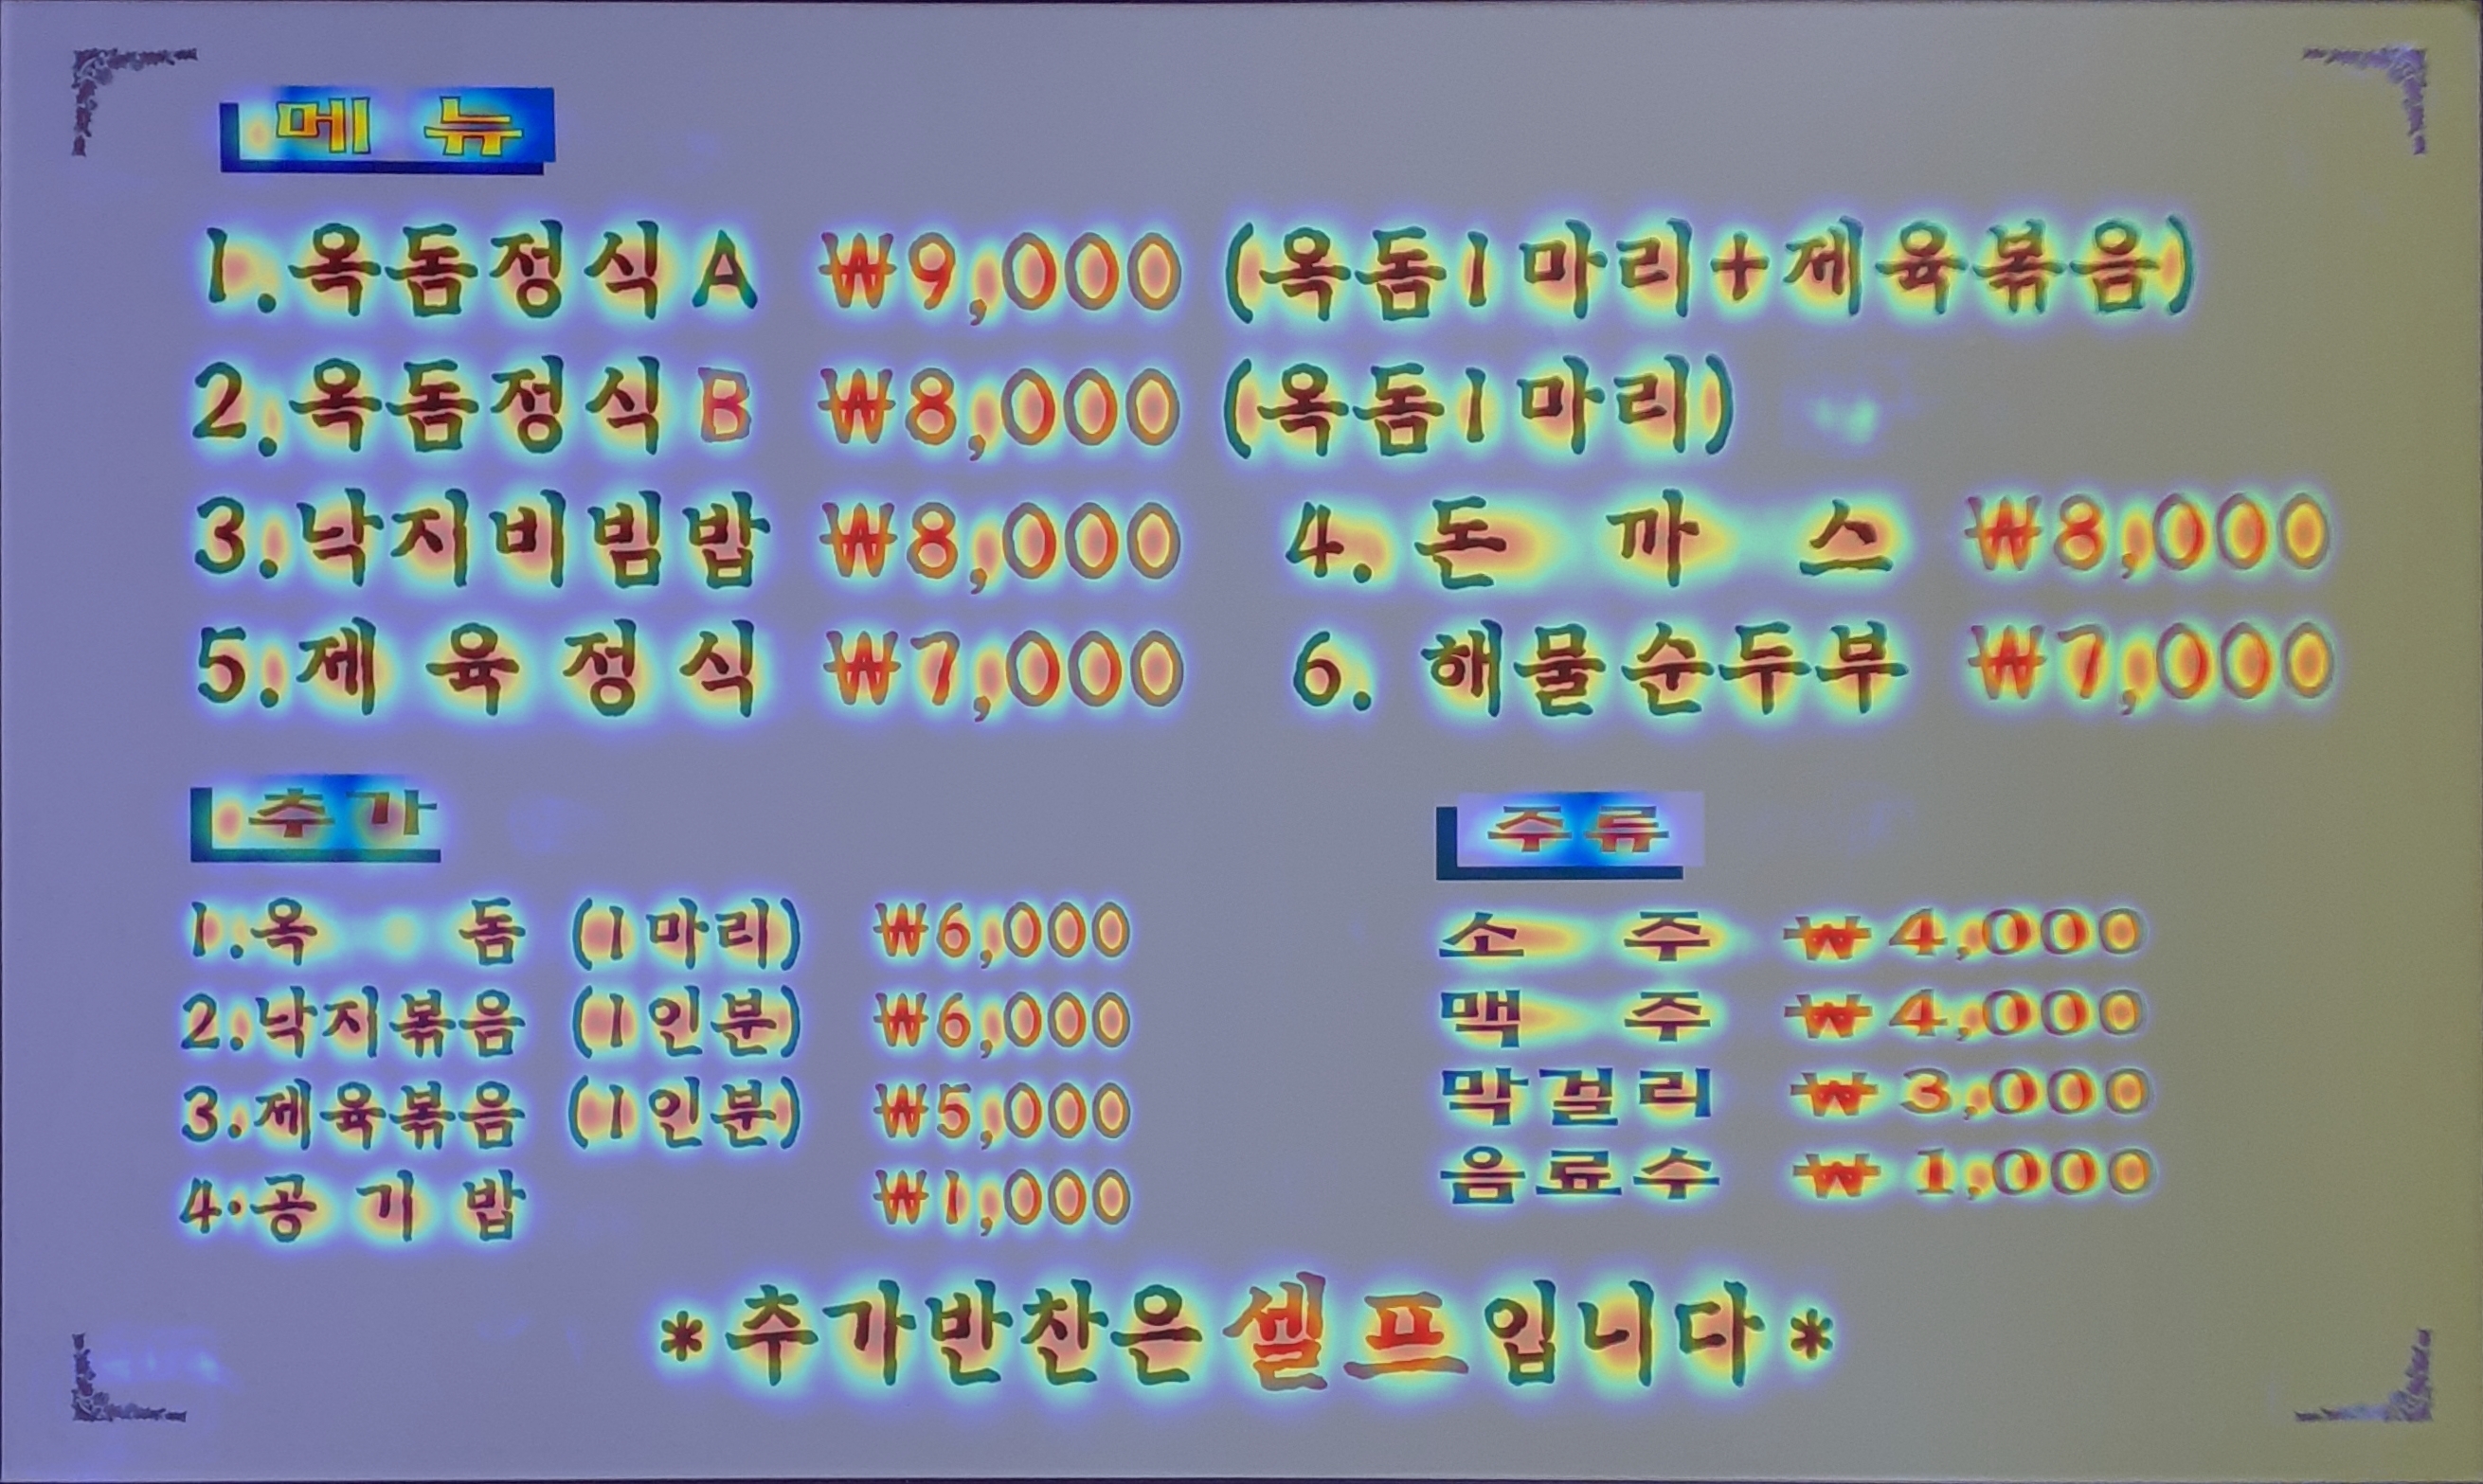 메 뉴
1.옥돔정식A ₩9,000 (옥돔1마리+제육볶음)
2.옥돔정식B ₩8,000 (옥돔1마리)
3.낙지비빔밥 ₩8,000 4. 돈 까 스 ₩8,000
5.제 육 정 식 ₩7,000 6. 해물순두부 ₩7,000
추가
1.옥 돔 (1마리) ₩6,000
2.낙지볶음 (1인분) ₩6,000
3.제육볶음 (1인분) ₩5,000
4.공 기 밥 ₩1,000
주류
소 주 ₩4,000
맥 주 ₩4,000
막걸리 ₩3,000
음료수 ₩1,000
*추가반찬은셀프입니다*